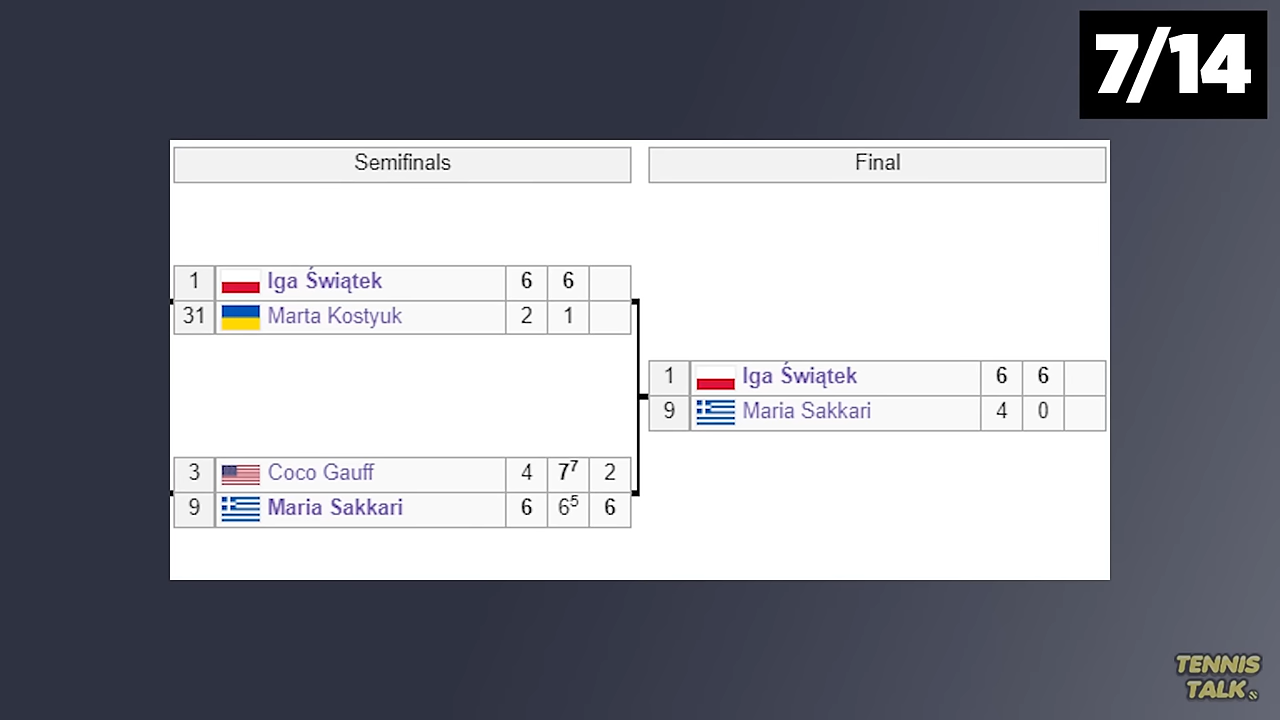 7/14
Semifinals
Final
1 Iga Świątek 6 6
31 Marta Kostyuk 2 1
1 Iga Świątek 6 6
9 Maria Sakkari 4 0
3 Coco Gauff 4 7⁷ 2
9 Maria Sakkari 6 6⁵ 6
TENNIS
TALK